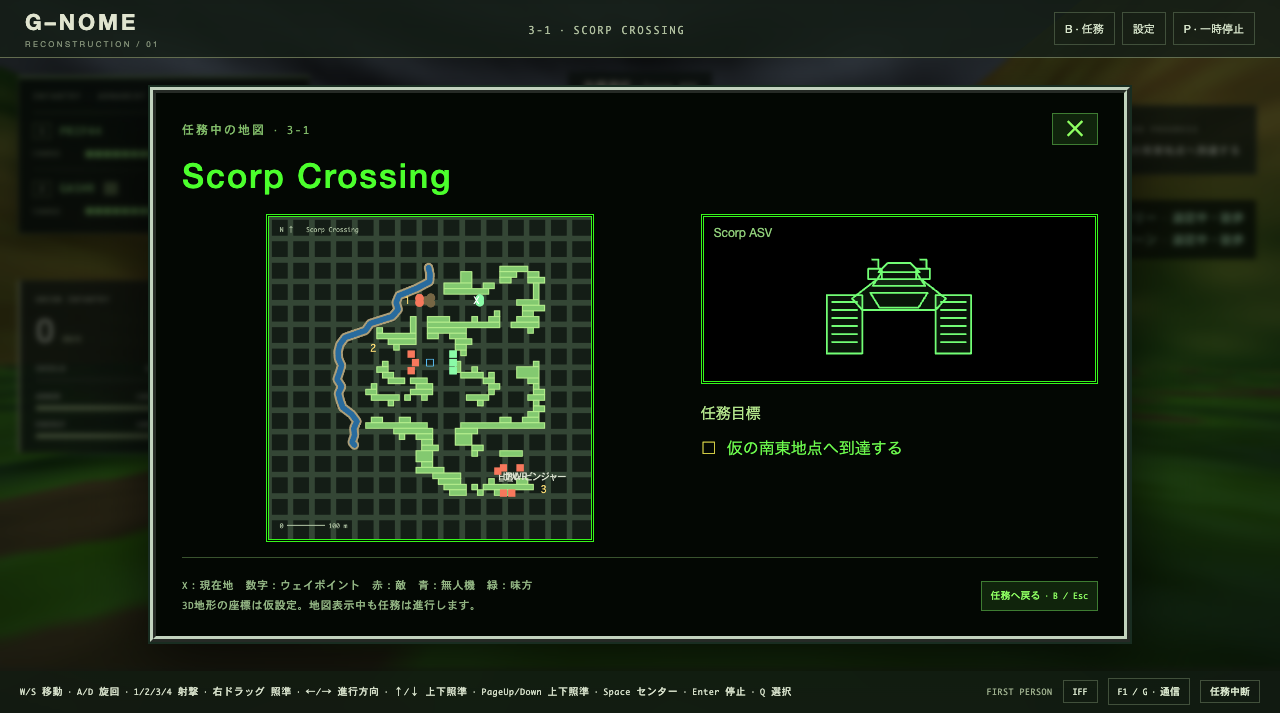 G-NOME
RECONSTRUCTION / 01
3-1 · SCORP CROSSING
B · 任務
設定
P · 一時停止
任務中の地図 · 3-1
Scorp Crossing
N ↑ Scorp Crossing
2
3
0 100 m
X
Scorp ASV
任務目標
□ 仮の南東地点へ到達する
X：現在地 数字：ウェイポイント 赤：敵 青：無人機 緑：味方
3D地形の座標は仮設定。地図表示中も任務は進行します。
任務へ戻る · B / Esc
W/S 移動 · A/D 旋回 · 1/2/3/4 射撃 · 右ドラッグ 照準 · ←/→ 進行方向 · ↑/↓ 上下照準 · PageUp/Down 上下照準 · Space センター · Enter 停止 · Q 選択
FIRST PERSON
IFF
F1 / G · 通信
任務中断